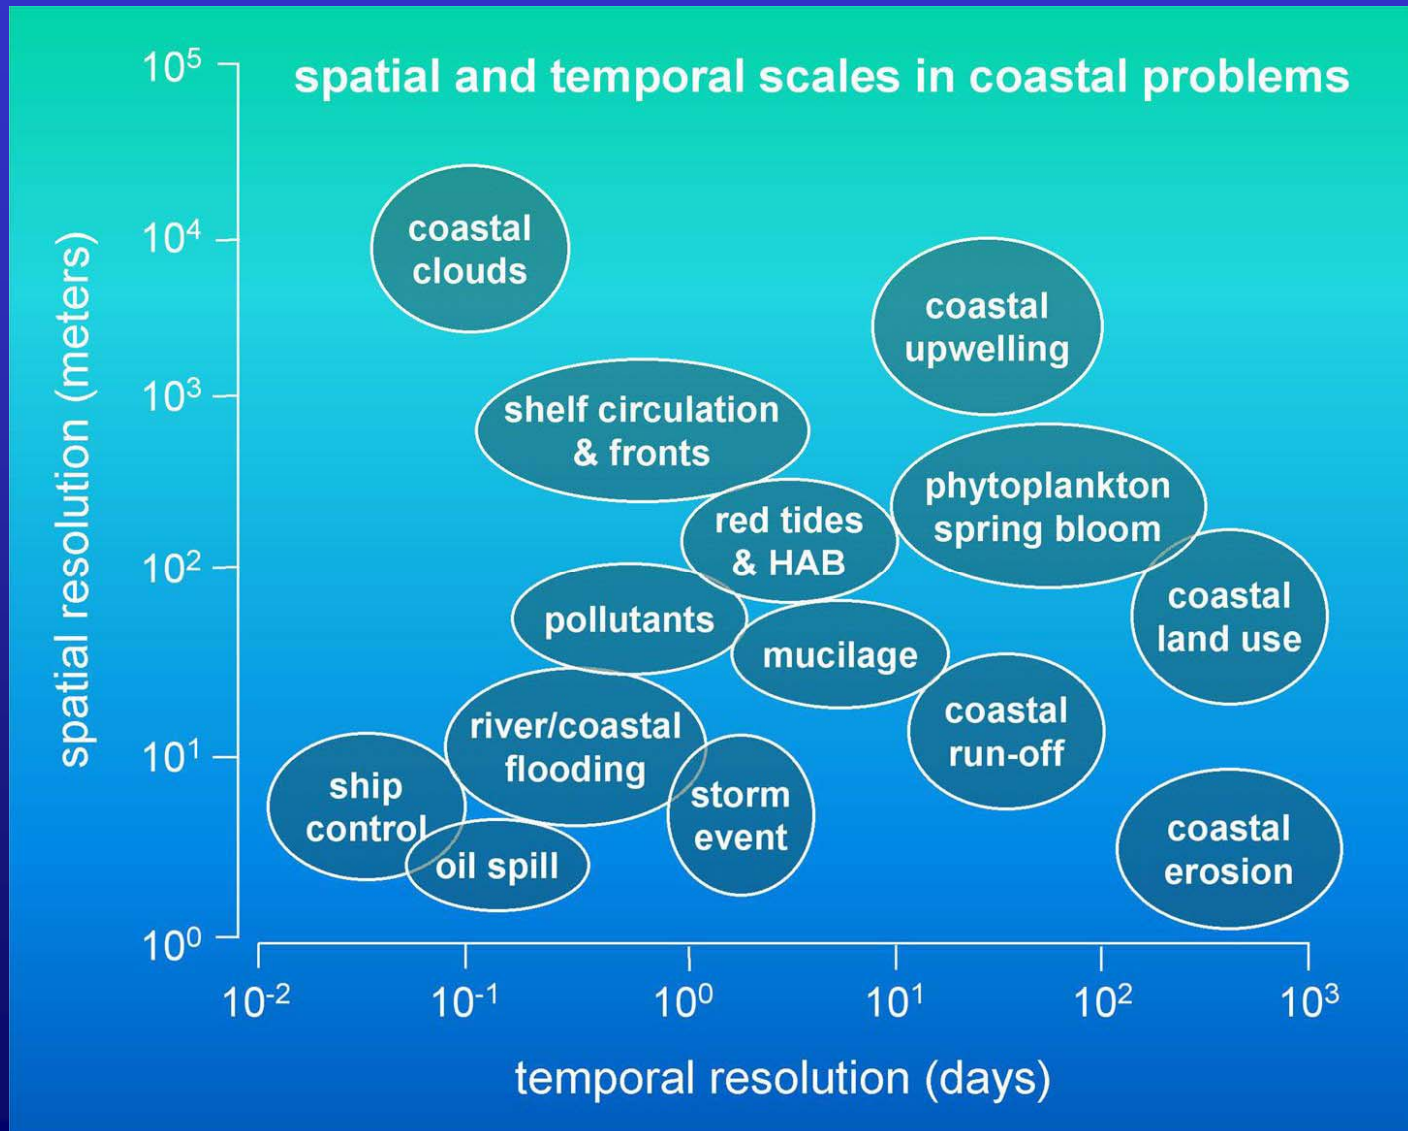 spatial and temporal scales in coastal problems
spatial resolution (meters)
10⁵
10⁴
10³
10²
10¹
10⁰
coastal
clouds
coastal
upwelling
shelf circulation
& fronts
phytoplankton
spring bloom
red tides
& HAB
coastal
land use
pollutants
mucilage
coastal
run-off
river/coastal
flooding
ship
control
storm
event
oil spill
coastal
erosion
10⁻²
10⁻¹
10⁰
10¹
10²
10³
temporal resolution (days)